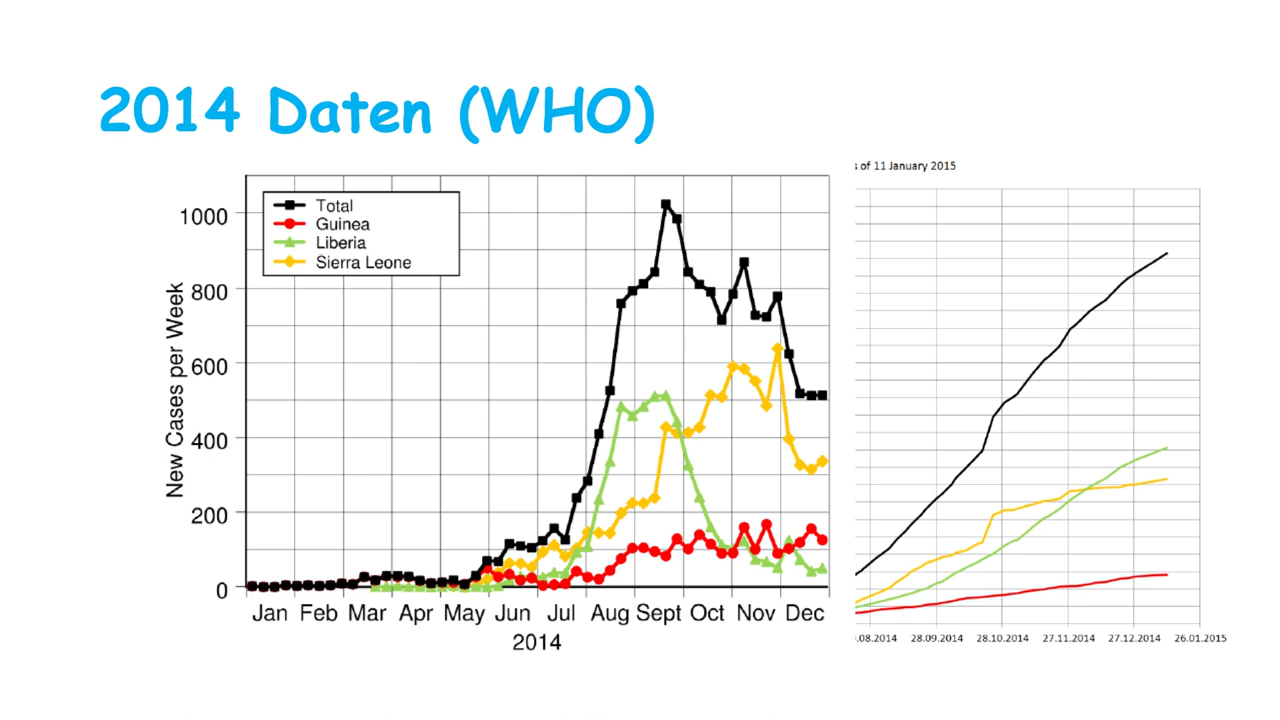 2014 Daten (WHO)
Total
Guinea
Liberia
Sierra Leone
New Cases per Week
1000
800
600
400
200
0
Jan Feb Mar Apr May Jun Jul Aug Sept Oct Nov Dec
2014
s of 11 January 2015
.08.2014 28.09.2014 28.10.2014 27.11.2014 27.12.2014 26.01.2015